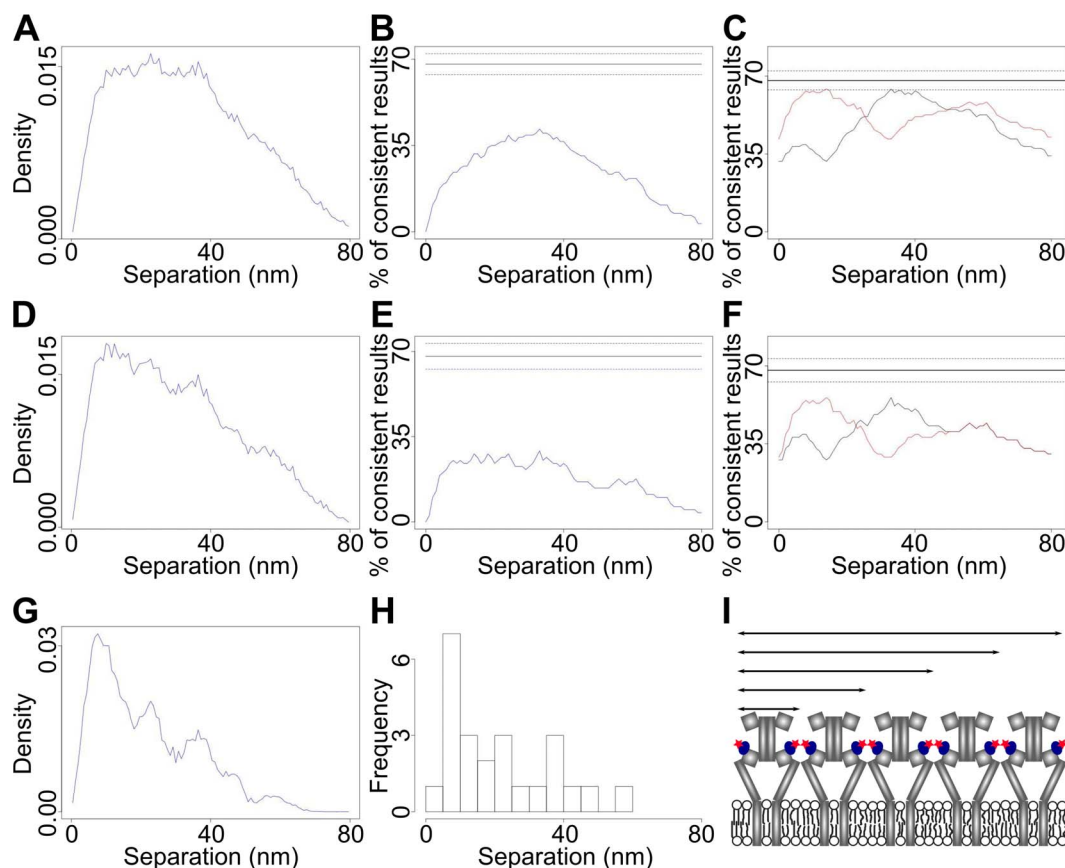 A
0.015
0.000
Density
0
40
80
Separation (nm)
B
70
35
0
% of consistent results
0
40
80
Separation (nm)
C
70
35
0
% of consistent results
0
40
80
Separation (nm)
D
0.015
0.000
Density
0
40
80
Separation (nm)
E
70
35
0
% of consistent results
0
40
80
Separation (nm)
F
70
35
0
% of consistent results
0
40
80
Separation (nm)
G
0.03
0.00
Density
0
40
80
Separation (nm)
H
6
3
0
Frequency
0
40
80
Separation (nm)
I